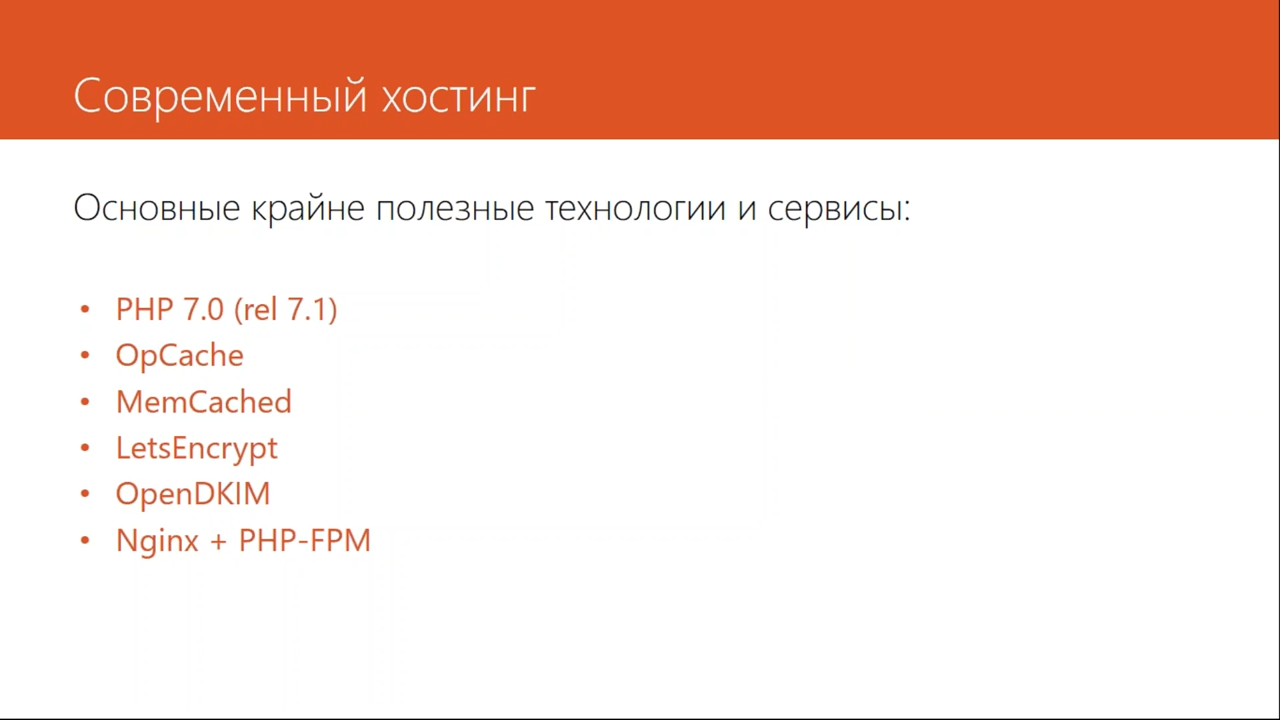 Современный хостинг
Основные крайне полезные технологии и сервисы:
• PHP 7.0 (rel 7.1)
• OpCache
• MemCached
• LetsEncrypt
• OpenDKIM
• Nginx + PHP-FPM